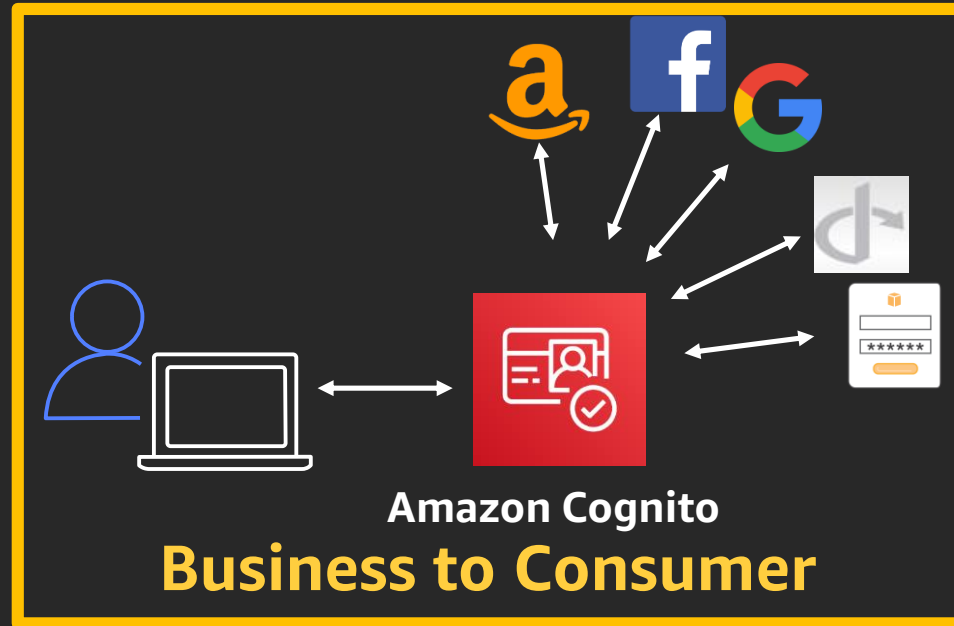 a
f
G
******
Amazon Cognito
Business to Consumer